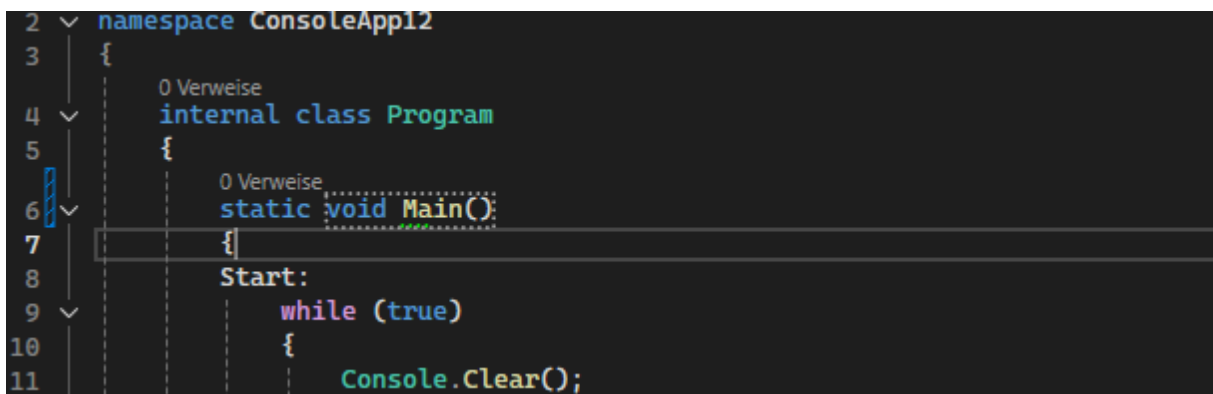 2 namespace ConsoleApp12
3 {
0 Verweise
4 internal class Program
5 {
0 Verweise
6 static void Main()
7 {
8 Start:
9 while (true)
10 {
11 Console.Clear();